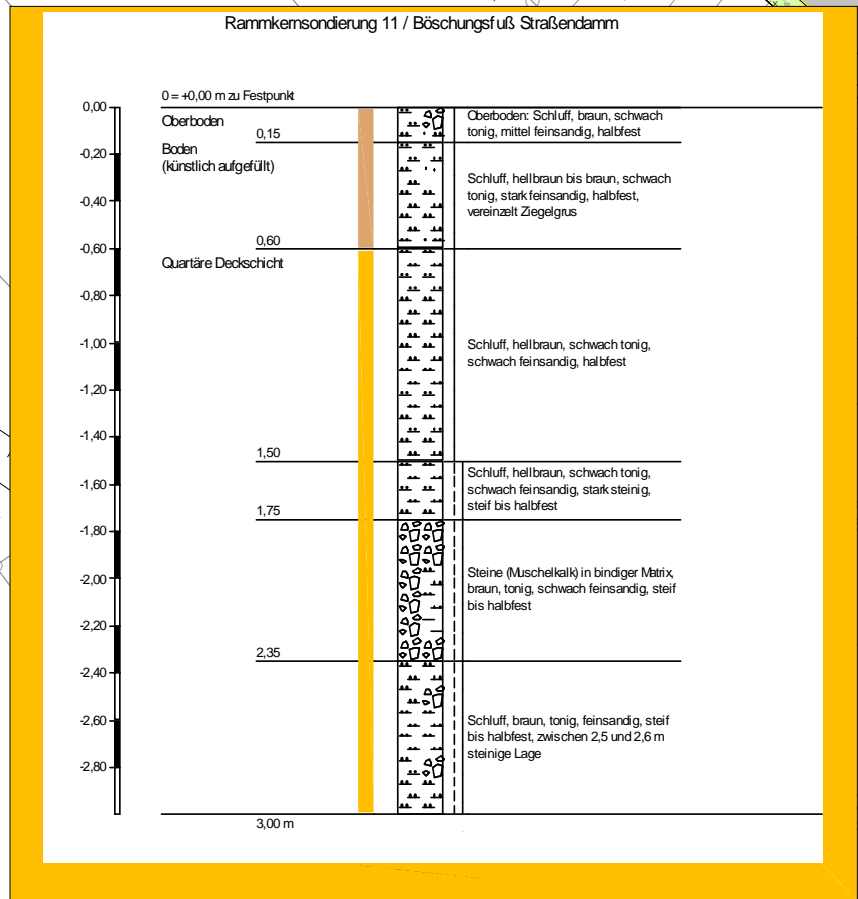 Rammkernsondierung 11 / Böschungsfuß Straßendamm
0 = +0,00 m zu Festpunkt
0,00
Oberboden
Oberboden: Schluff, braun, schwach
tonig, mittel feinsandig, halbfest
0,15
-0,20
Boden
(künstlich aufgefüllt)
Schluff, hellbraun bis braun, schwach
tonig, stark feinsandig, halbfest,
vereinzelt Ziegelgrus
-0,40
0,60
-0,60
Quartäre Deckschicht
-0,80
-1,00
Schluff, hellbraun, schwach tonig,
schwach feinsandig, halbfest
-1,20
-1,40
1,50
Schluff, hellbraun, schwach tonig,
schwach feinsandig, stark steinig,
steif bis halbfest
-1,60
1,75
-1,80
Steine (Muschelkalk) in bindiger Matrix,
braun, tonig, schwach feinsandig, steif
bis halbfest
-2,00
-2,20
2,35
-2,40
-2,60
Schluff, braun, tonig, feinsandig, steif
bis halbfest, zwischen 2,5 und 2,6 m
steinige Lage
-2,80
3,00 m